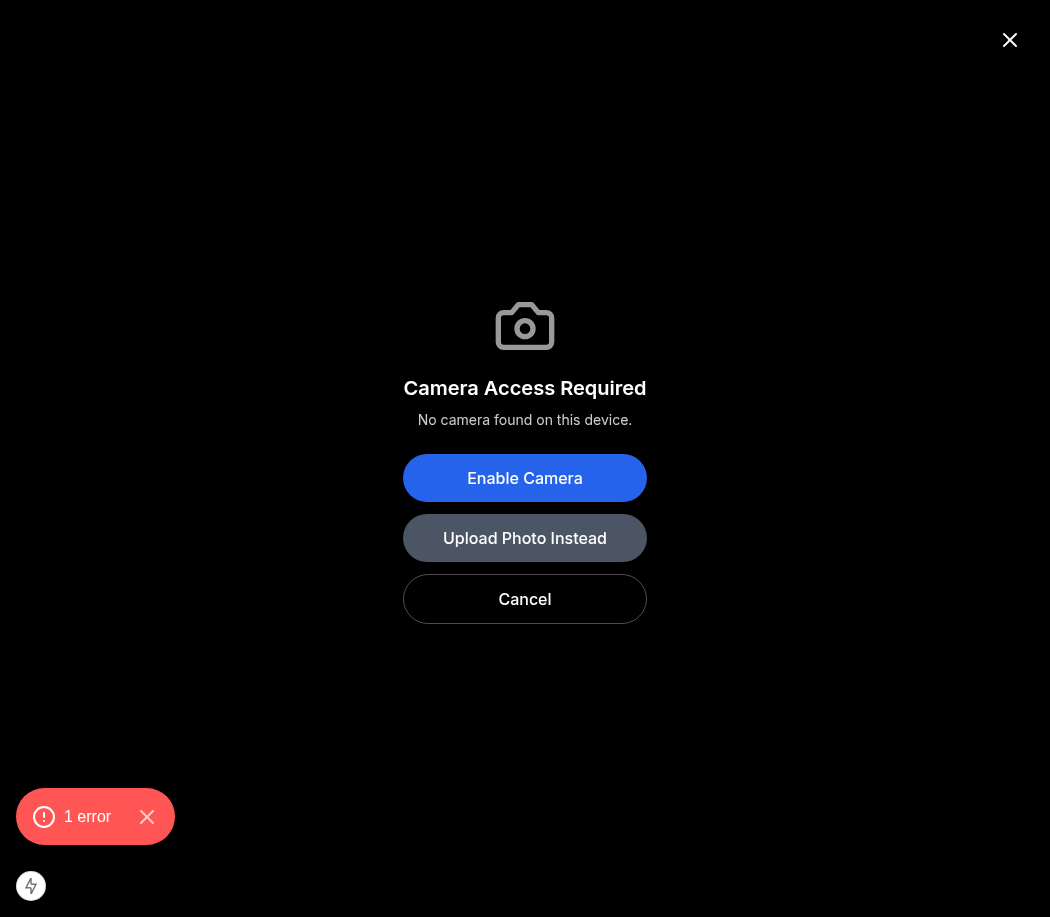 Camera Access Required
No camera found on this device.
Enable Camera
Upload Photo Instead
Cancel
1 error